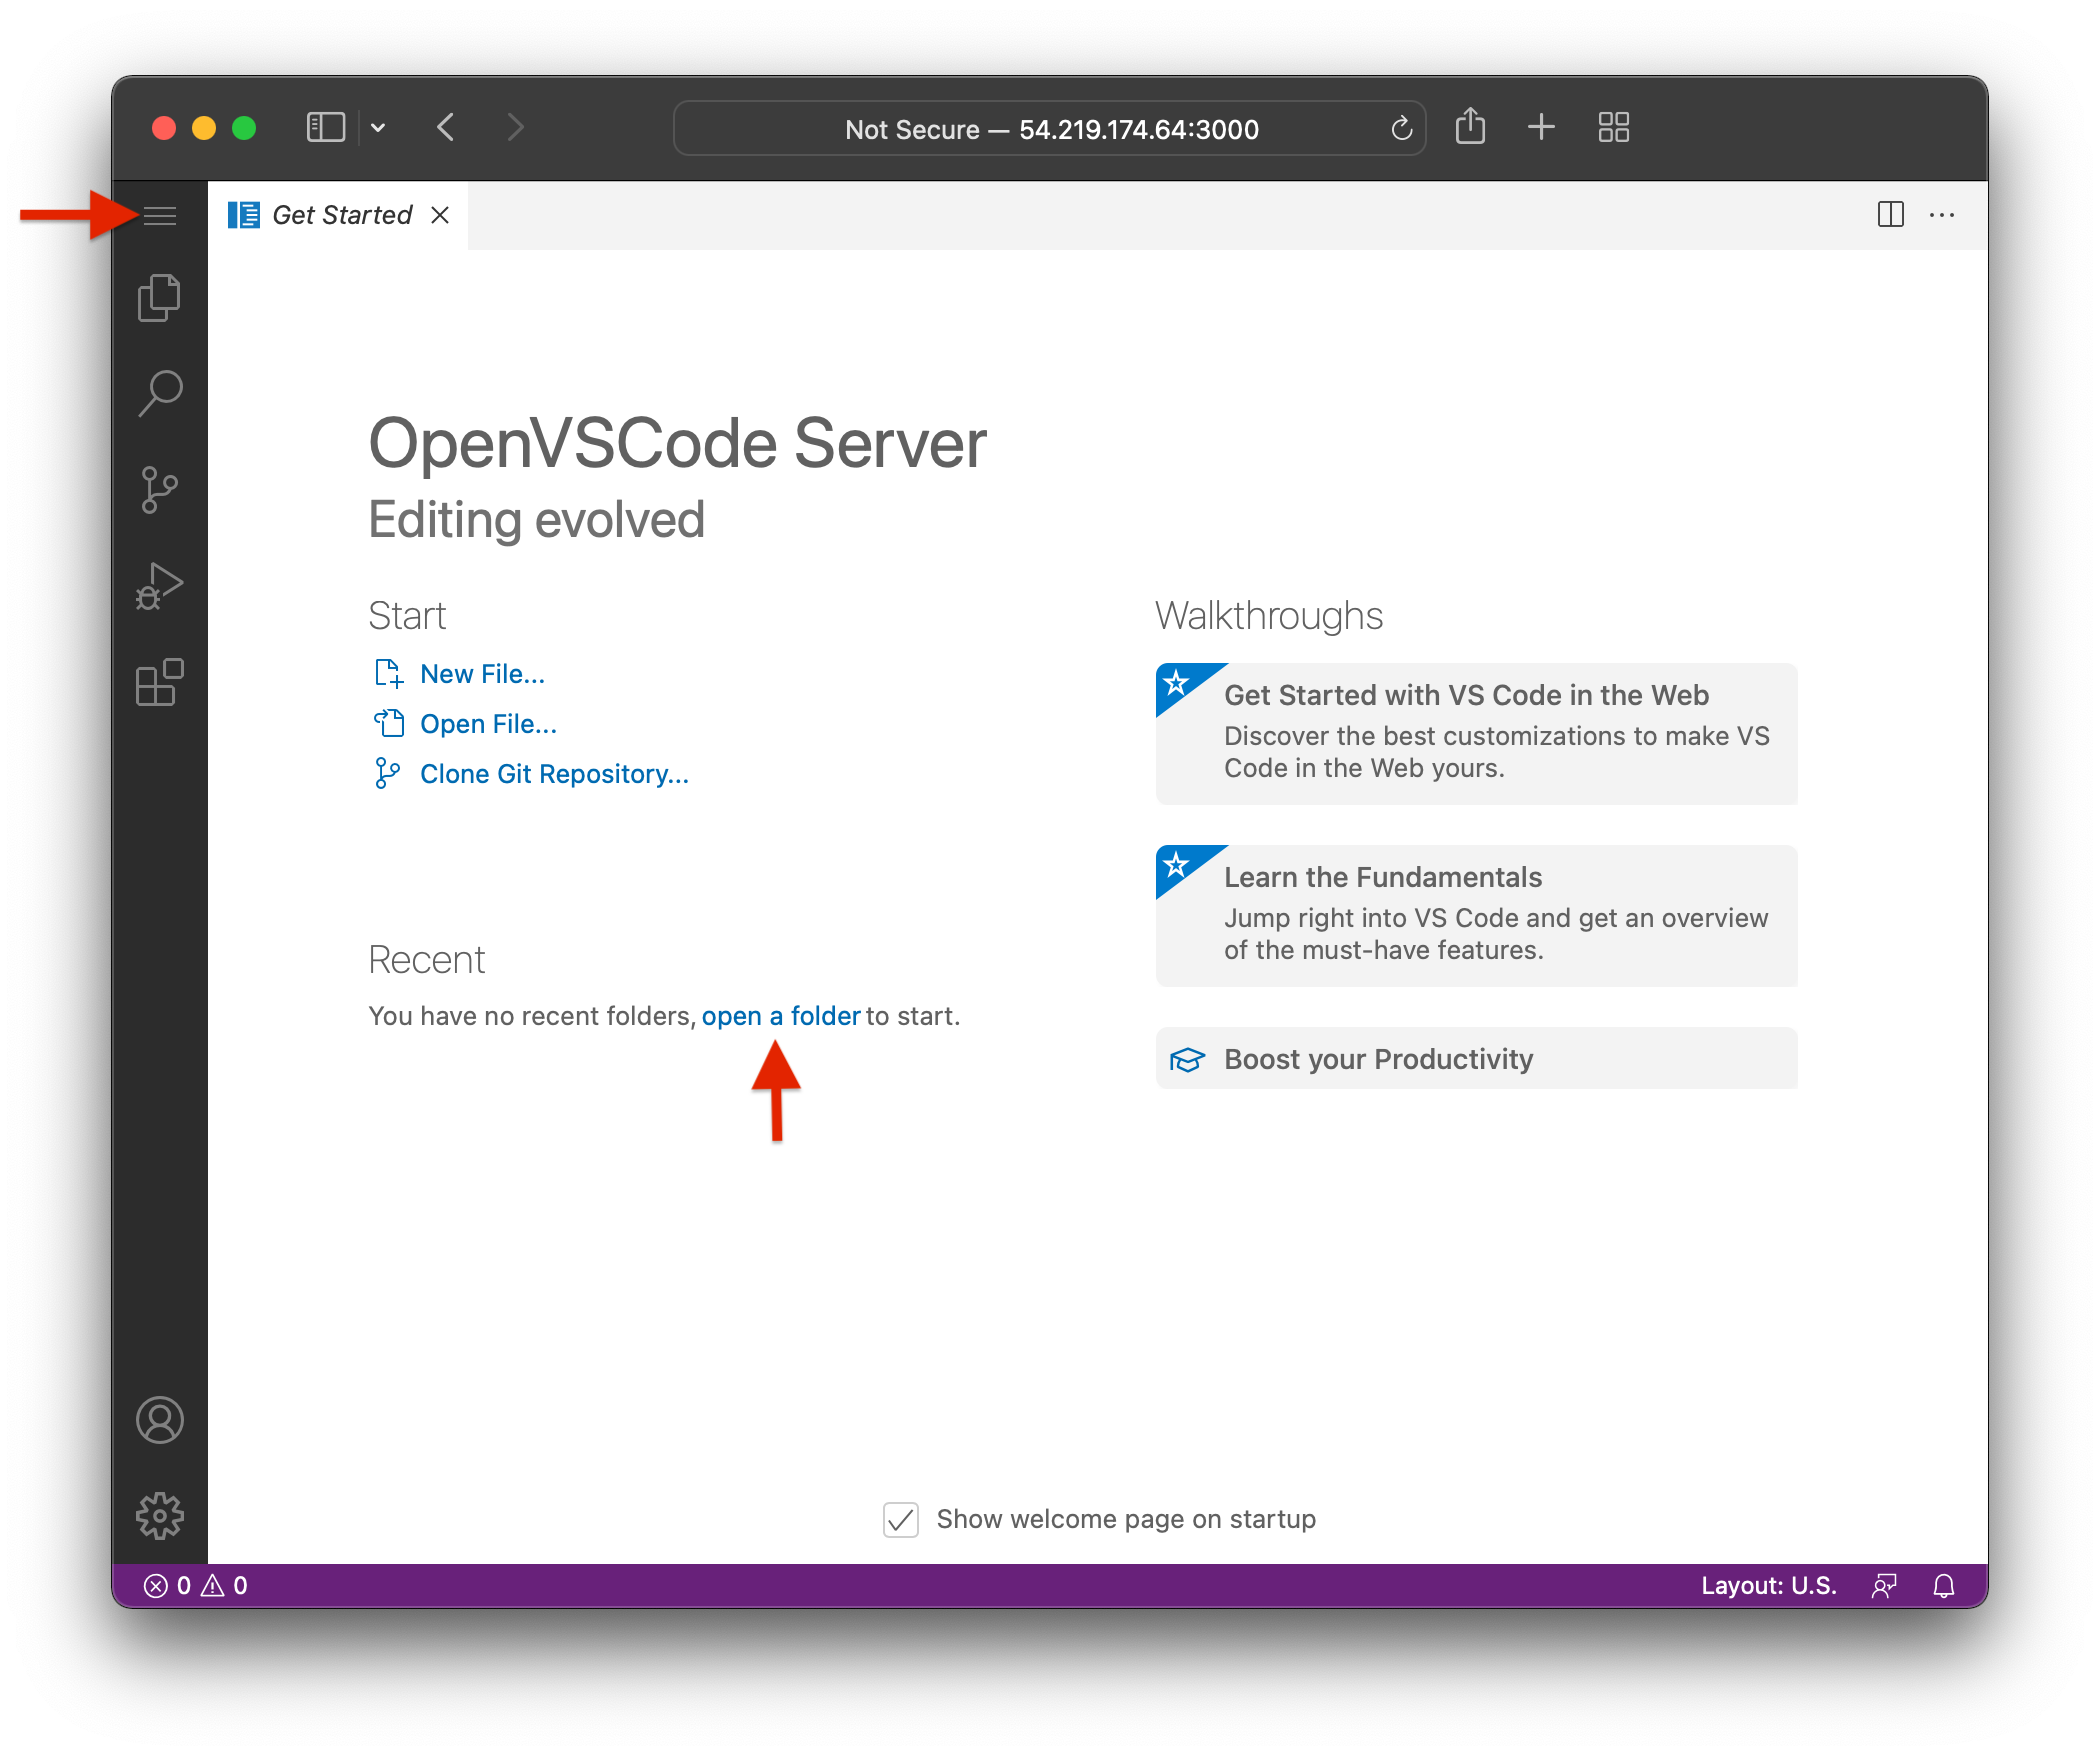 Not Secure — 54.219.174.64:3000
Get Started
OpenVSCode Server
Editing evolved
Start
New File...
Open File...
Clone Git Repository...
Recent
You have no recent folders, open a folder to start.
Walkthroughs
Get Started with VS Code in the Web
Discover the best customizations to make VS
Code in the Web yours.
Learn the Fundamentals
Jump right into VS Code and get an overview
of the must-have features.
Boost your Productivity
Show welcome page on startup
0 0
Layout: U.S.